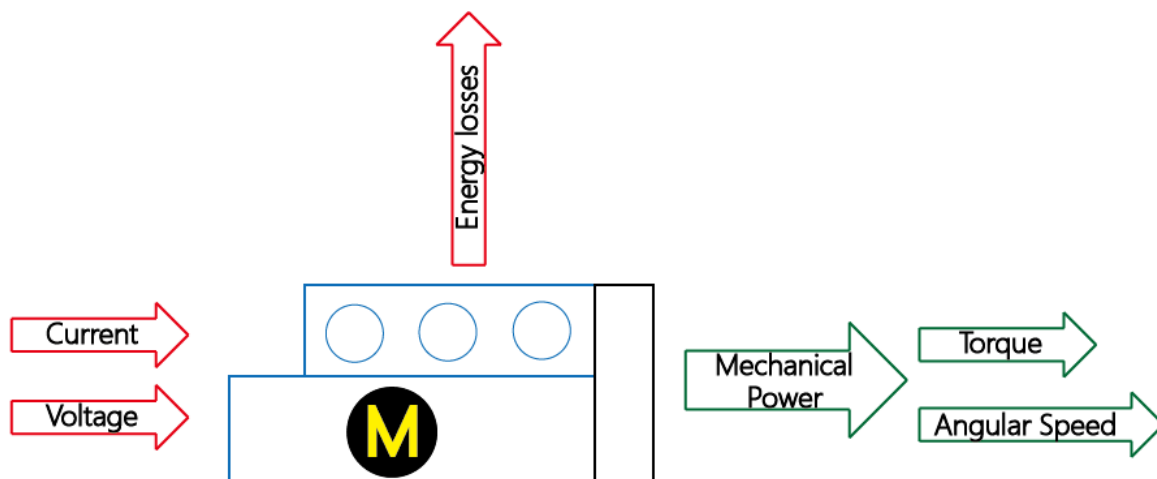 Energy losses
Current
Voltage
M
Mechanical
Power
Torque
Angular Speed